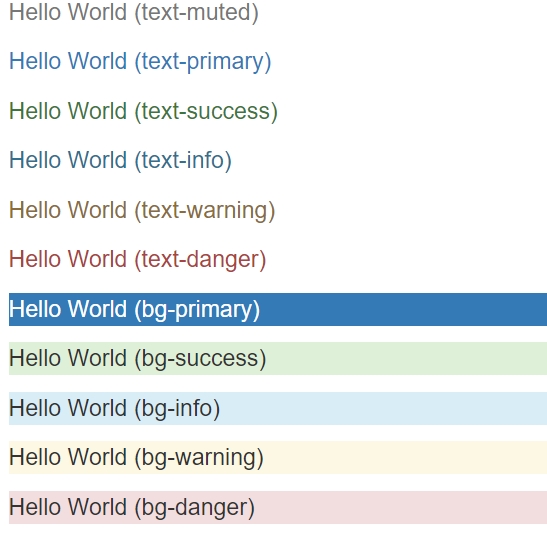 Hello World (text-muted)
Hello World (text-primary)
Hello World (text-success)
Hello World (text-info)
Hello World (text-warning)
Hello World (text-danger)
Hello World (bg-primary)
Hello World (bg-success)
Hello World (bg-info)
Hello World (bg-warning)
Hello World (bg-danger)